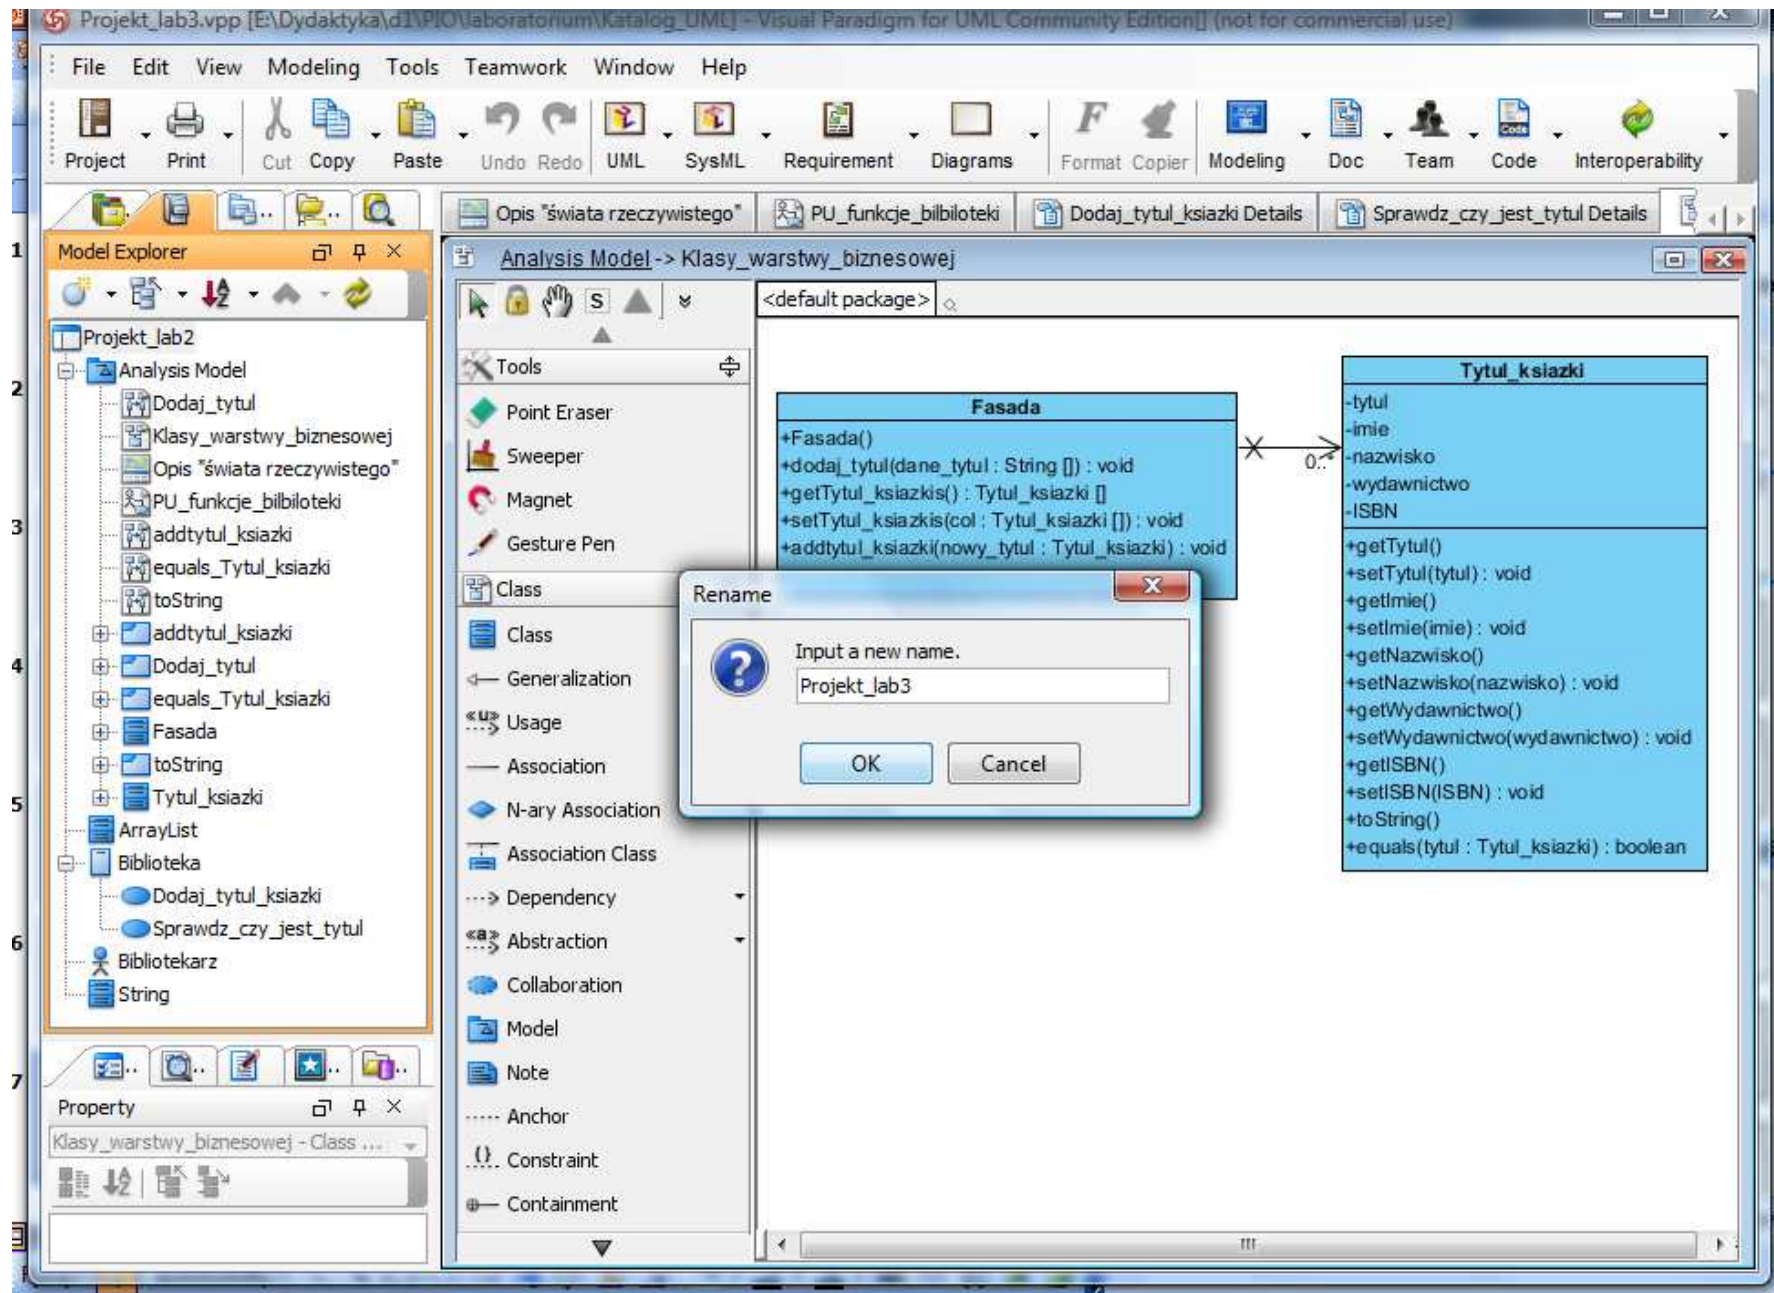 Projekt_lab3.vpp [E:\Dydaktyka\d1\PIO\laboratorium\Katalog_UML] - Visual Paradigm for UML Community Edition[] (not for commercial use)
File Edit View Modeling Tools Teamwork Window Help
Project Print Cut Copy Paste Undo Redo UML SysML Requirement Diagrams Format Copier Modeling Doc Team Code Interoperability
Opis "świata rzeczywistego" PU_funkcje_bilbiloteki Dodaj_tytul_ksiazki Details Sprawdz_czy_jest_tytul Details
Model Explorer
Projekt_lab2
Analysis Model
Dodaj_tytul
Klasy_warstwy_biznesowej
Opis "świata rzeczywistego"
PU_funkcje_bilbiloteki
addtytul_ksiazki
equals_Tytul_ksiazki
toString
addtytul_ksiazki
Dodaj_tytul
equals_Tytul_ksiazki
Fasada
toString
Tytul_ksiazki
ArrayList
Biblioteka
Dodaj_tytul_ksiazki
Sprawdz_czy_jest_tytul
Bibliotekarz
String
Property
Klasy_warstwy_biznesowej - Class ...
1
2
3
4
5
6
7
Analysis Model -> Klasy_warstwy_biznesowej
S
<default package>
Tools
Point Eraser
Sweeper
Magnet
Gesture Pen
Class
Class
Generalization
Usage
Association
N-ary Association
Association Class
Dependency
Abstraction
Collaboration
Model
Note
Anchor
Constraint
Containment
Fasada
+Fasada()
+dodaj_tytul(dane_tytul : String []) : void
+getTytul_ksiazkis() : Tytul_ksiazki []
+setTytul_ksiazkis(col : Tytul_ksiazki []) : void
+addtytul_ksiazki(nowy_tytul : Tytul_ksiazki) : void
0..*
Tytul_ksiazki
-tytul
-imie
-nazwisko
-wydawnictwo
-ISBN
+getTytul()
+setTytul(tytul) : void
+getImie()
+setImie(imie) : void
+getNazwisko()
+setNazwisko(nazwisko) : void
+getWydawnictwo()
+setWydawnictwo(wydawnictwo) : void
+getISBN()
+setISBN(ISBN) : void
+toString()
+equals(tytul : Tytul_ksiazki) : boolean
Rename
Input a new name.
Projekt_lab3
OK Cancel